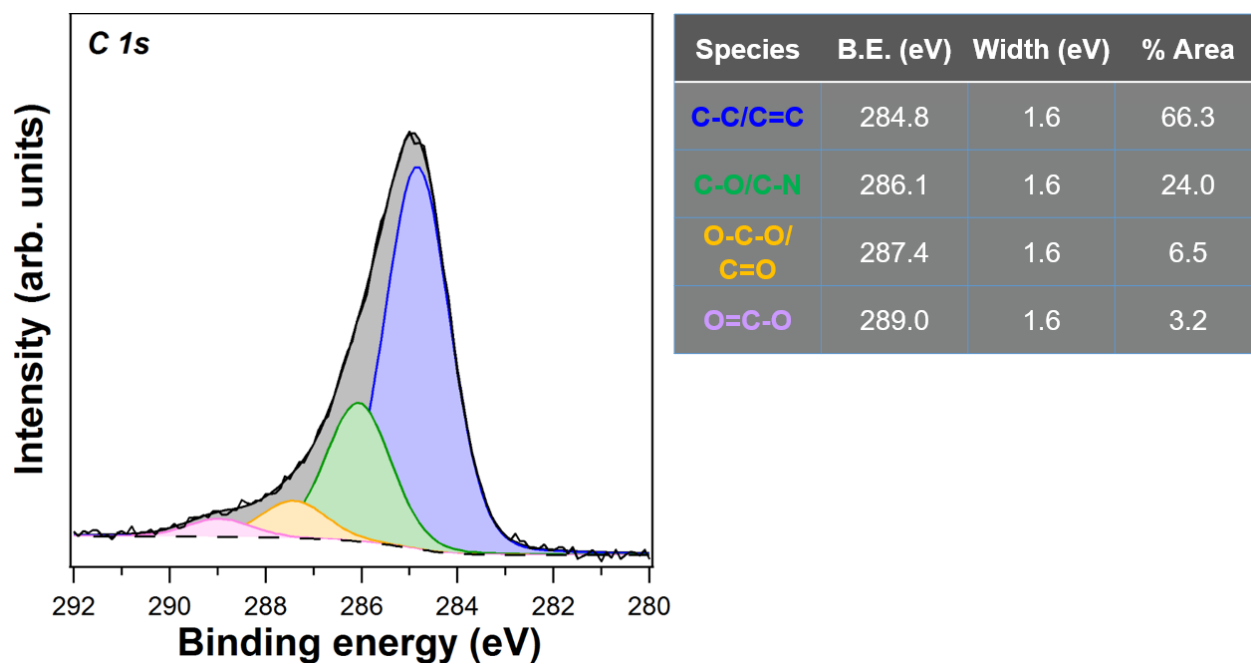 C 1s
Intensity (arb. units)
292 290 288 286 284 282 280
Binding energy (eV)
Species B.E. (eV) Width (eV) % Area
C-C/C=C 284.8 1.6 66.3
C-O/C-N 286.1 1.6 24.0
O-C-O/
C=O 287.4 1.6 6.5
O=C-O 289.0 1.6 3.2